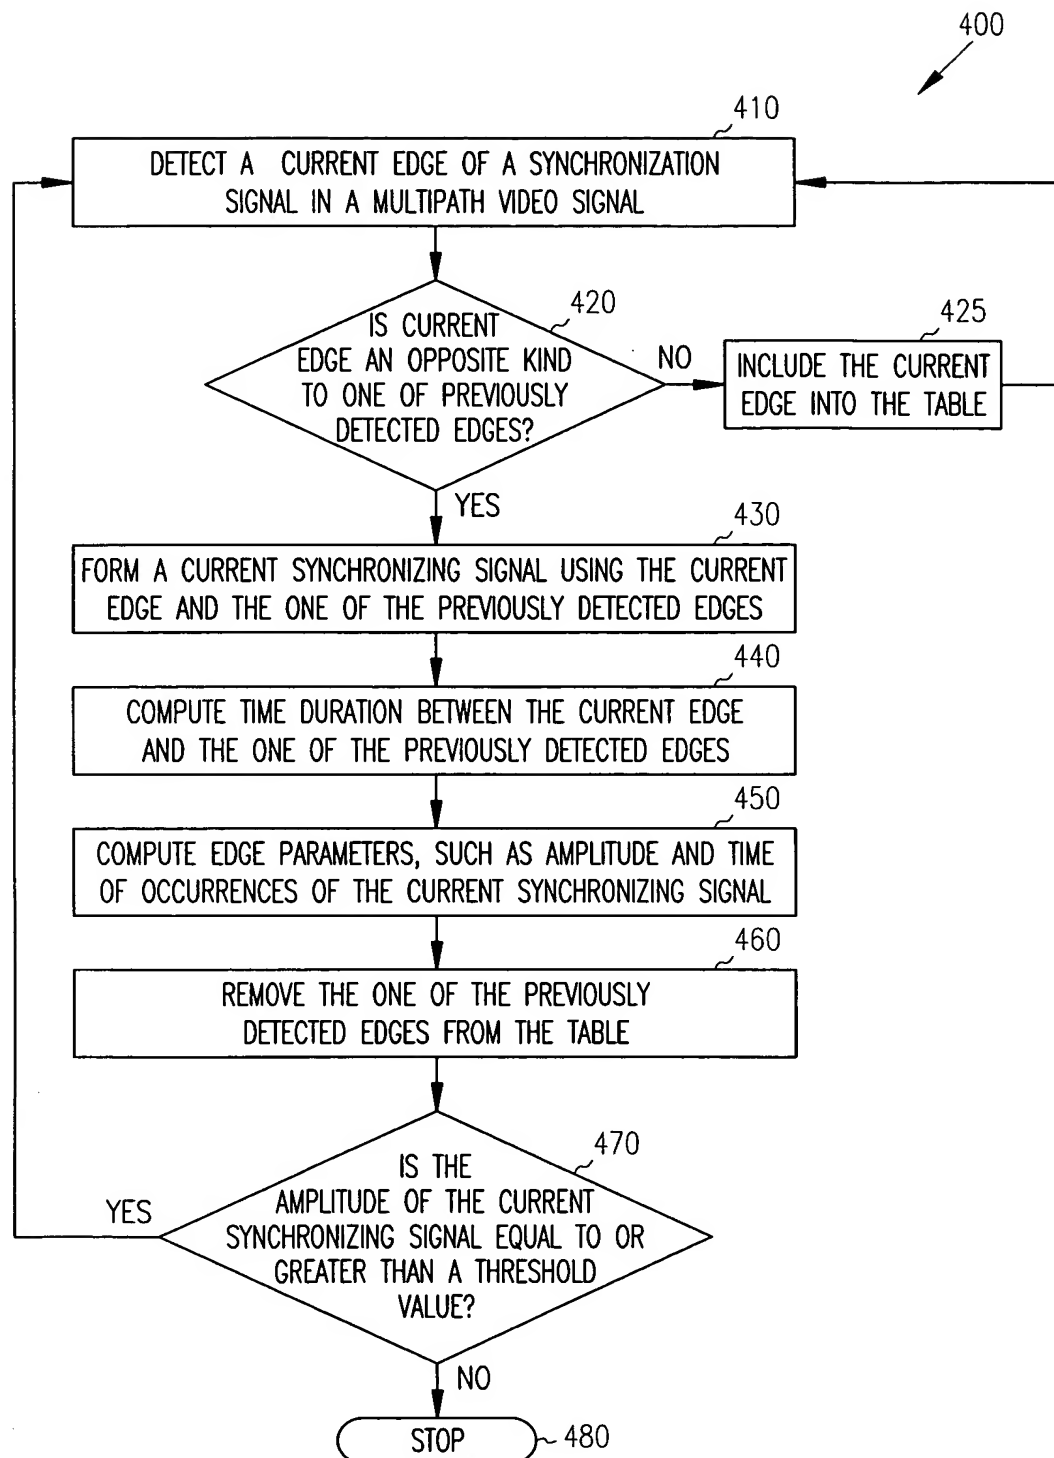 400
410
DETECT A CURRENT EDGE OF A SYNCHRONIZATION
SIGNAL IN A MULTIPATH VIDEO SIGNAL
420
IS CURRENT
EDGE AN OPPOSITE KIND
TO ONE OF PREVIOUSLY
DETECTED EDGES?
NO
425
INCLUDE THE CURRENT
EDGE INTO THE TABLE
YES
430
FORM A CURRENT SYNCHRONIZING SIGNAL USING THE CURRENT
EDGE AND THE ONE OF THE PREVIOUSLY DETECTED EDGES
440
COMPUTE TIME DURATION BETWEEN THE CURRENT EDGE
AND THE ONE OF THE PREVIOUSLY DETECTED EDGES
450
COMPUTE EDGE PARAMETERS, SUCH AS AMPLITUDE AND TIME
OF OCCURRENCES OF THE CURRENT SYNCHRONIZING SIGNAL
460
REMOVE THE ONE OF THE PREVIOUSLY
DETECTED EDGES FROM THE TABLE
470
IS THE
AMPLITUDE OF THE CURRENT
SYNCHRONIZING SIGNAL EQUAL TO OR
GREATER THAN A THRESHOLD
VALUE?
YES
NO
STOP
480